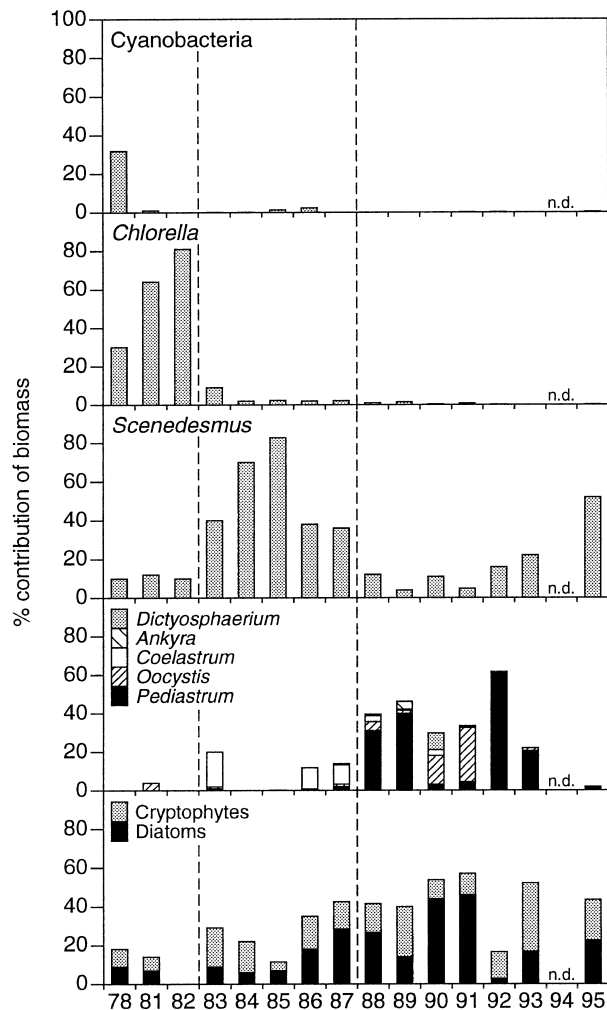 % contribution of biomass
100
Cyanobacteria
80
60
40
20
0
n.d.
Chlorella
80
60
40
20
0
n.d.
Scenedesmus
80
60
40
20
0
n.d.
Dictyosphaerium
Ankyra
Coelastrum
Oocystis
Pediastrum
80
60
40
20
0
n.d.
Cryptophytes
Diatoms
80
60
40
20
0
n.d.
78 81 82 83 84 85 86 87 88 89 90 91 92 93 94 95